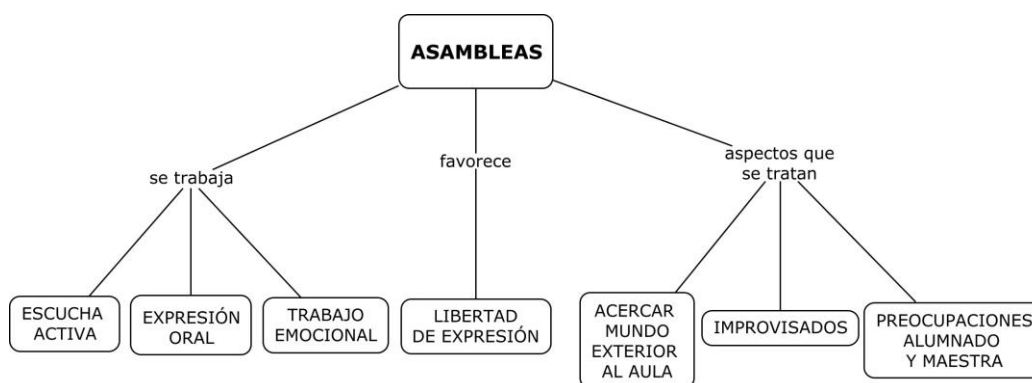 ASAMBLEAS
se trabaja
favorece
aspectos que
se tratan
ESCUCHA
ACTIVA
EXPRESIÓN
ORAL
TRABAJO
EMOCIONAL
LIBERTAD
DE EXPRESIÓN
ACERCAR
MUNDO
EXTERIOR
AL AULA
IMPROVISADOS
PREOCUPACIONES
ALUMNADO
Y MAESTRA